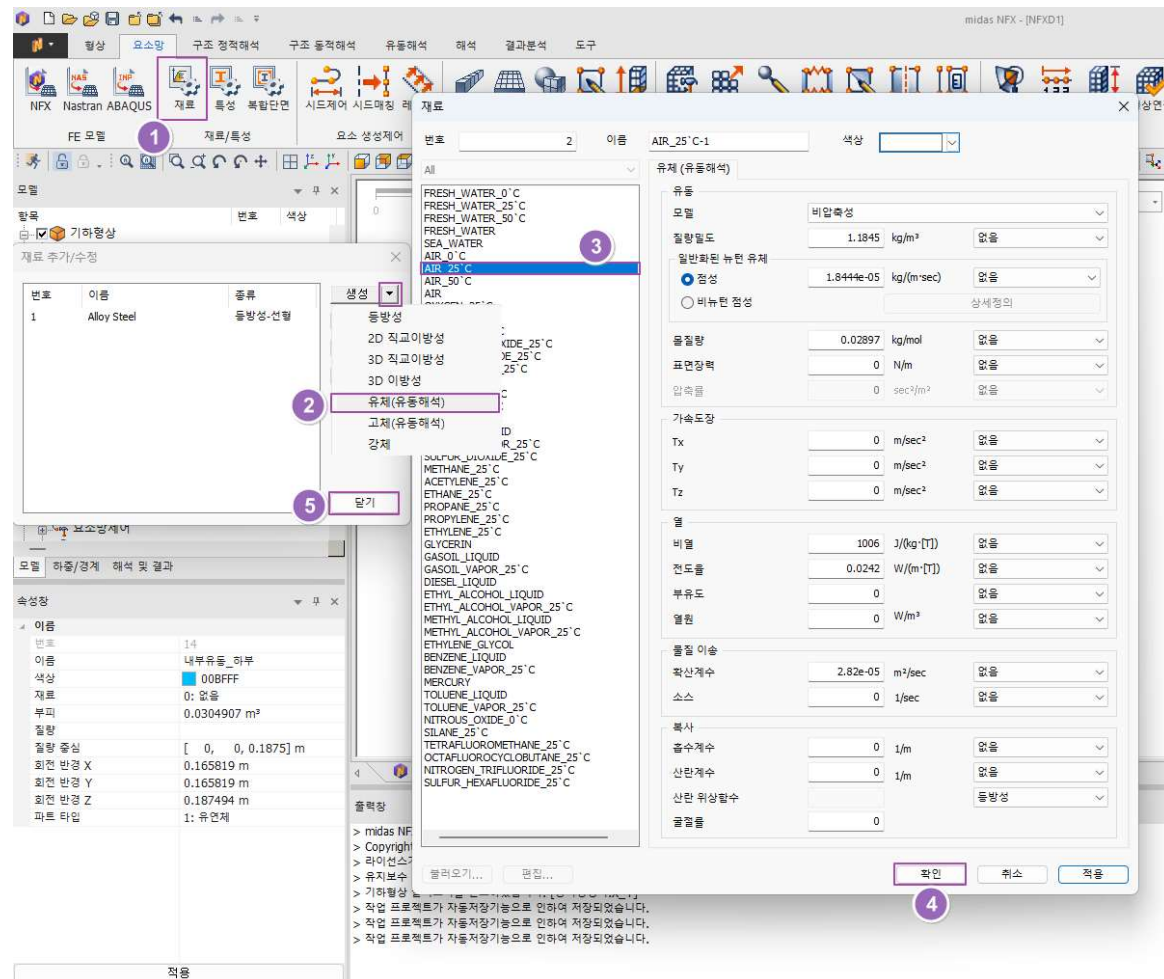 midas NFX - [NFXD1]
형상 요소망 구조 정적해석 구조 동적해석 유동해석 해석 결과분석 도구
NFX Nastran ABAQUS 재료 특성 복합단면 시드제어 시드매칭
FE 모델 재료/특성 요소 생성제어
1
모델
항목 번호 색상
기하형상
재료 추가/수정
번호 이름 종류
1 Alloy Steel 등방성-선형
생성
등방성
2D 직교이방성
3D 직교이방성
3D 이방성
2
유체(유동해석)
고체(유동해석)
강체
5
닫기
요소망제어
모델 하중/경계 해석 및 결과
속성창
이름
번호 14
이름 내부유동_하부
색상 00BFFF
재료 0: 없음
부피 0.0304907 m³
질량
질량 중심 [ 0, 0, 0.1875] m
회전 반경 X 0.165819 m
회전 반경 Y 0.165819 m
회전 반경 Z 0.187494 m
파트 타입 1: 유연체
적용
재료
번호 2 이름 AIR_25`C-1 색상
All
FRESH_WATER_0`C
FRESH_WATER_25`C
FRESH_WATER_50`C
FRESH_WATER
SEA_WATER
AIR_0`C
AIR_25`C
3
AIR_50`C
AIR
METHANE_25`C
ACETYLENE_25`C
ETHANE_25`C
PROPANE_25`C
PROPYLENE_25`C
ETHYLENE_25`C
GLYCERIN
GASOIL_LIQUID
GASOIL_VAPOR_25`C
DIESEL_LIQUID
ETHYL_ALCOHOL_LIQUID
ETHYL_ALCOHOL_VAPOR_25`C
METHYL_ALCOHOL_LIQUID
METHYL_ALCOHOL_VAPOR_25`C
ETHYLENE_GLYCOL
BENZENE_LIQUID
BENZENE_VAPOR_25`C
MERCURY
TOLUENE_LIQUID
TOLUENE_VAPOR_25`C
NITROUS_OXIDE_0`C
SILANE_25`C
TETRAFLUOROMETHANE_25`C
OCTAFLUOROCYCLOBUTANE_25`C
NITROGEN_TRIFLUORIDE_25`C
SULFUR_HEXAFLUORIDE_25`C
유체 (유동해석)
유동
모델 비압축성
질량밀도 1.1845 kg/m³ 없음
일반화된 뉴턴 유체
점성 1.8444e-05 kg/(m·sec) 없음
비뉴턴 점성 상세정의
몰질량 0.02897 kg/mol 없음
표면장력 0 N/m 없음
압축률 0 sec²/m² 없음
가속도장
Tx 0 m/sec² 없음
Ty 0 m/sec² 없음
Tz 0 m/sec² 없음
열
비열 1006 J/(kg·[T]) 없음
전도율 0.0242 W/(m·[T]) 없음
부유도 0 없음
열원 0 W/m³ 없음
물질 이송
확산계수 2.82e-05 m²/sec 없음
소스 0 1/sec 없음
복사
흡수계수 0 1/m 없음
산란계수 0 1/m 없음
산란 위상함수 등방성
굴절률 0
불러오기... 편집... 확인 취소 적용
4
출력창
> midas NF
> Copyright
> 라이선스
> 유지보수
> 기하형상
> 작업 프로젝트가 자동저장기능으로 인하여 저장되었습니다.
> 작업 프로젝트가 자동저장기능으로 인하여 저장되었습니다.
> 작업 프로젝트가 자동저장기능으로 인하여 저장되었습니다.